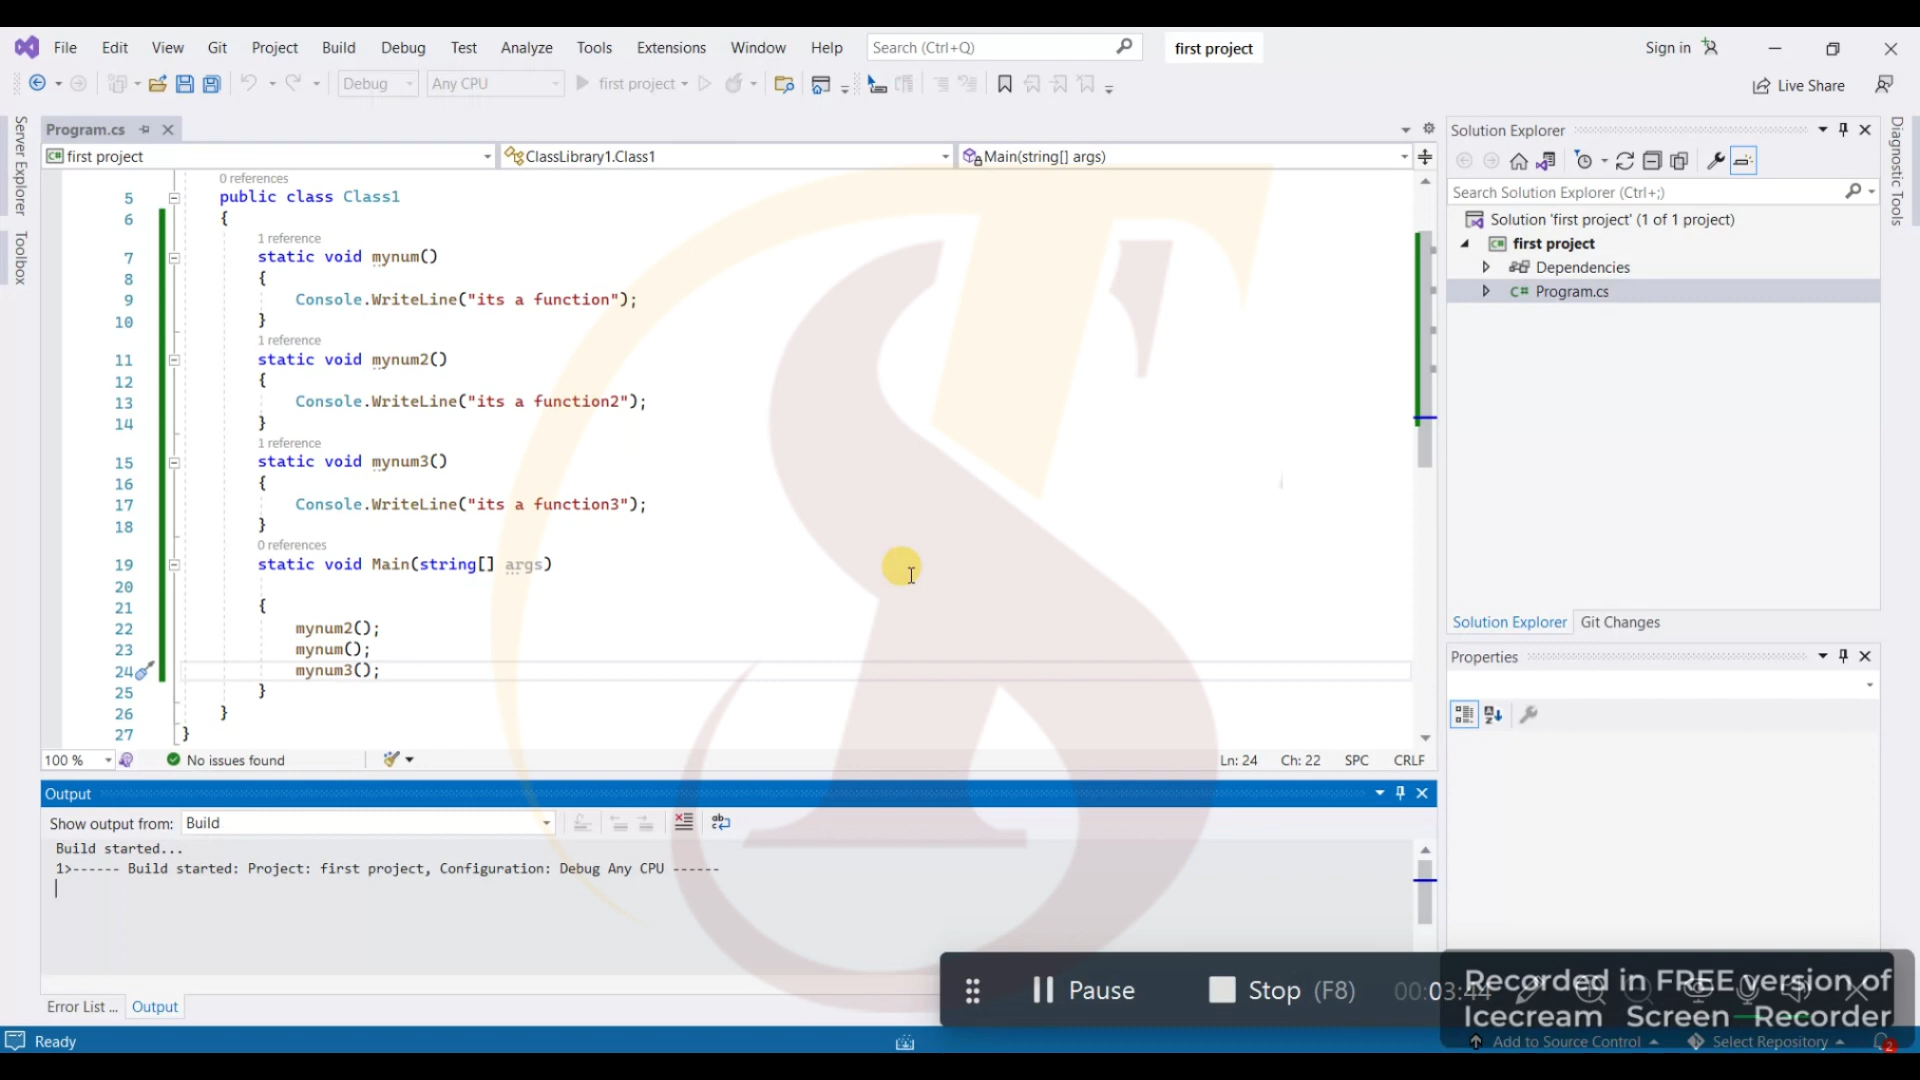 File Edit View Git Project Build Debug Test Analyze Tools Extensions Window Help Search (Ctrl+Q) first project Sign in
Debug Any CPU first project Live Share
Server Explorer
Toolbox
Program.cs
first project ClassLibrary1.Class1 Main(string[] args)
0 references
5 public class Class1
6 {
1 reference
7 static void mynum()
8 {
9 Console.WriteLine("its a function");
10 }
1 reference
11 static void mynum2()
12 {
13 Console.WriteLine("its a function2");
14 }
1 reference
15 static void mynum3()
16 {
17 Console.WriteLine("its a function3");
18 }
0 references
19 static void Main(string[] args)
20
21 {
22 mynum2();
23 mynum();
24 mynum3();
25 }
26 }
27 }
100 % No issues found Ln: 24 Ch: 22 SPC CRLF
Output
Show output from: Build
Build started...
1>------ Build started: Project: first project, Configuration: Debug Any CPU ------
Error List ... Output
Solution Explorer
Search Solution Explorer (Ctrl+;)
Solution 'first project' (1 of 1 project)
first project
Dependencies
C# Program.cs
Solution Explorer Git Changes
Properties
Diagnostic Tools
Pause Stop (F8) 00:03:44
Recorded in FREE version of
Icecream Screen Recorder
Ready Add to Source Control Select Repository 2